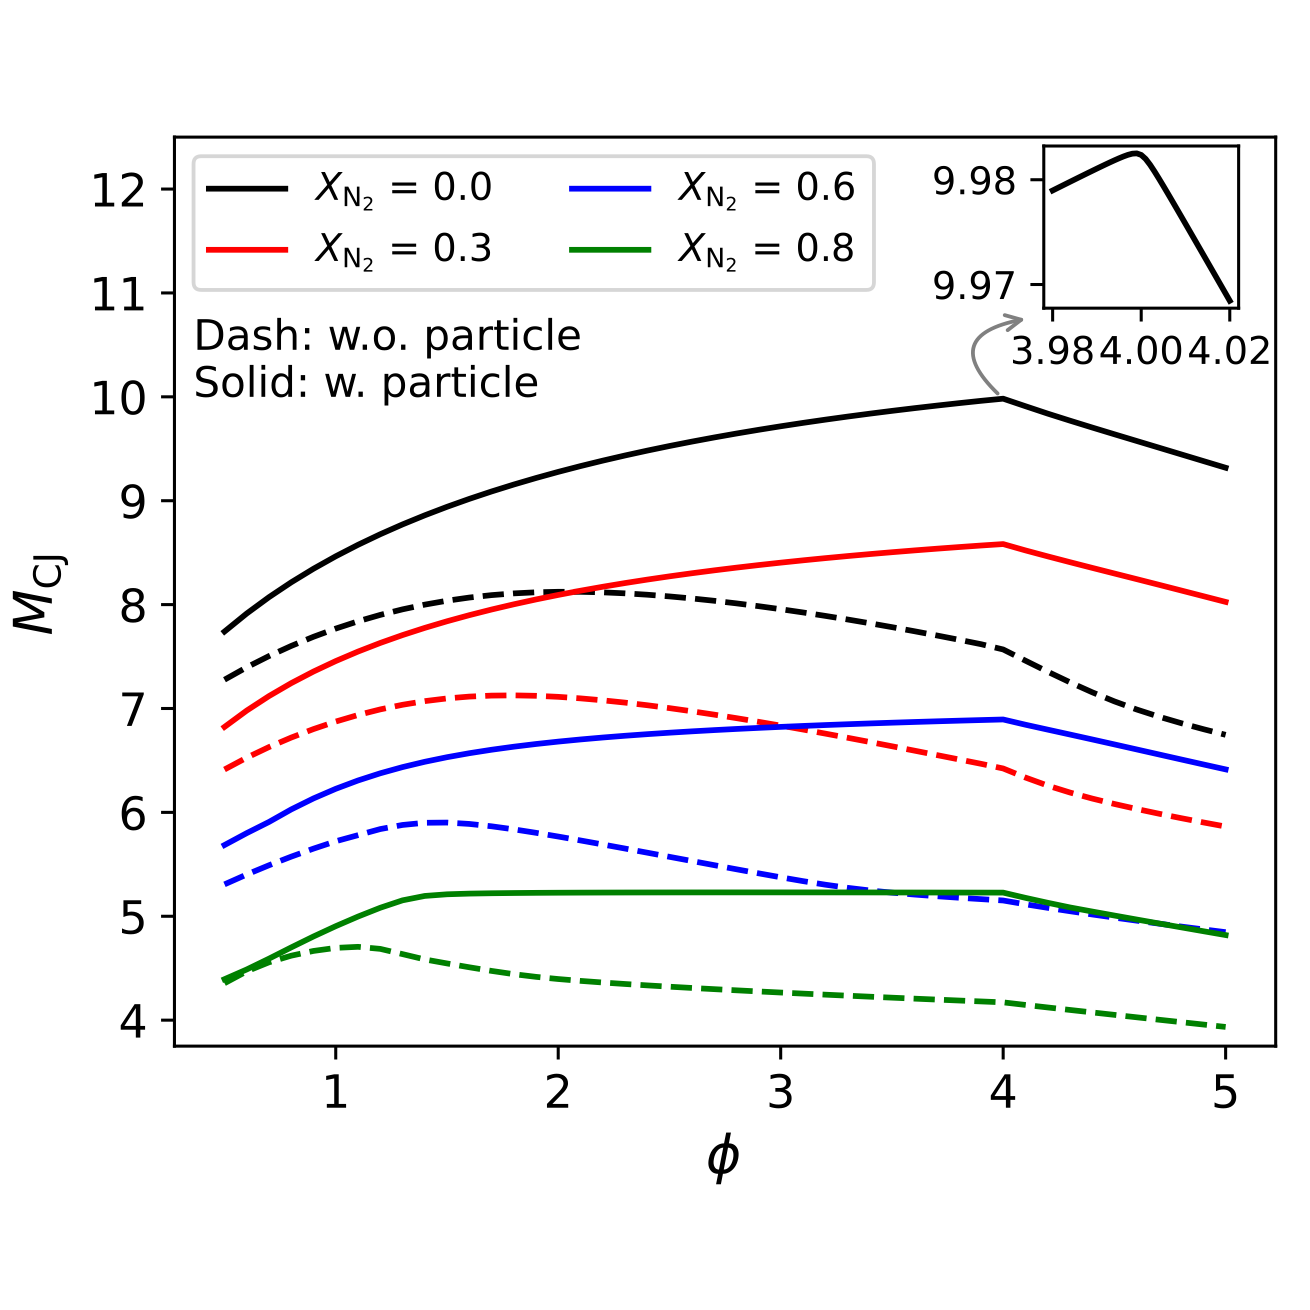 12
11
10
9
8
7
6
5
4
M_CJ
X_N₂ = 0.0
X_N₂ = 0.3
X_N₂ = 0.6
X_N₂ = 0.8
Dash: w.o. particle
Solid: w. particle
9.98
9.97
3.98 4.00 4.02
1 2 3 4 5
ϕ